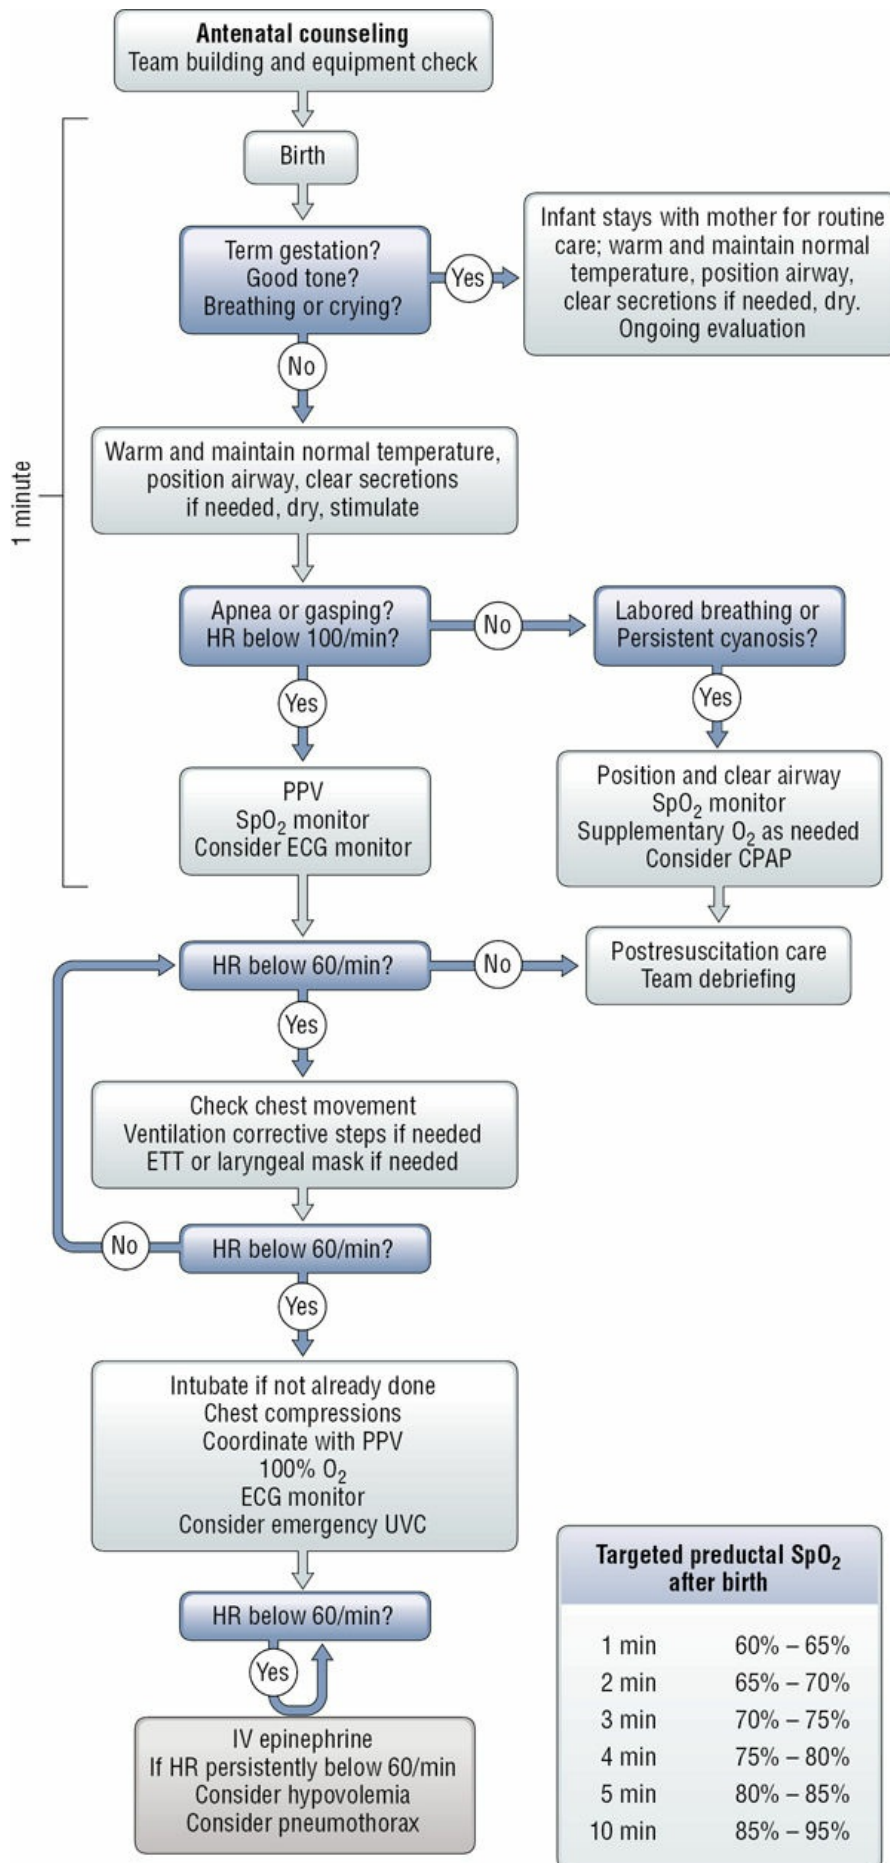 Antenatal counseling
Team building and equipment check
Birth
Term gestation?
Good tone?
Breathing or crying?
Yes
Infant stays with mother for routine
care; warm and maintain normal
temperature, position airway,
clear secretions if needed, dry.
Ongoing evaluation
No
1 minute
Warm and maintain normal temperature,
position airway, clear secretions
if needed, dry, stimulate
Apnea or gasping?
HR below 100/min?
No
Labored breathing or
Persistent cyanosis?
Yes
Yes
PPV
SpO₂ monitor
Consider ECG monitor
Position and clear airway
SpO₂ monitor
Supplementary O₂ as needed
Consider CPAP
HR below 60/min?
No
Postresuscitation care
Team debriefing
Yes
Check chest movement
Ventilation corrective steps if needed
ETT or laryngeal mask if needed
HR below 60/min?
No
Yes
Intubate if not already done
Chest compressions
Coordinate with PPV
100% O₂
ECG monitor
Consider emergency UVC
HR below 60/min?
Yes
IV epinephrine
If HR persistently below 60/min
Consider hypovolemia
Consider pneumothorax
Targeted preductal SpO₂
after birth
1 min 60% – 65%
2 min 65% – 70%
3 min 70% – 75%
4 min 75% – 80%
5 min 80% – 85%
10 min 85% – 95%